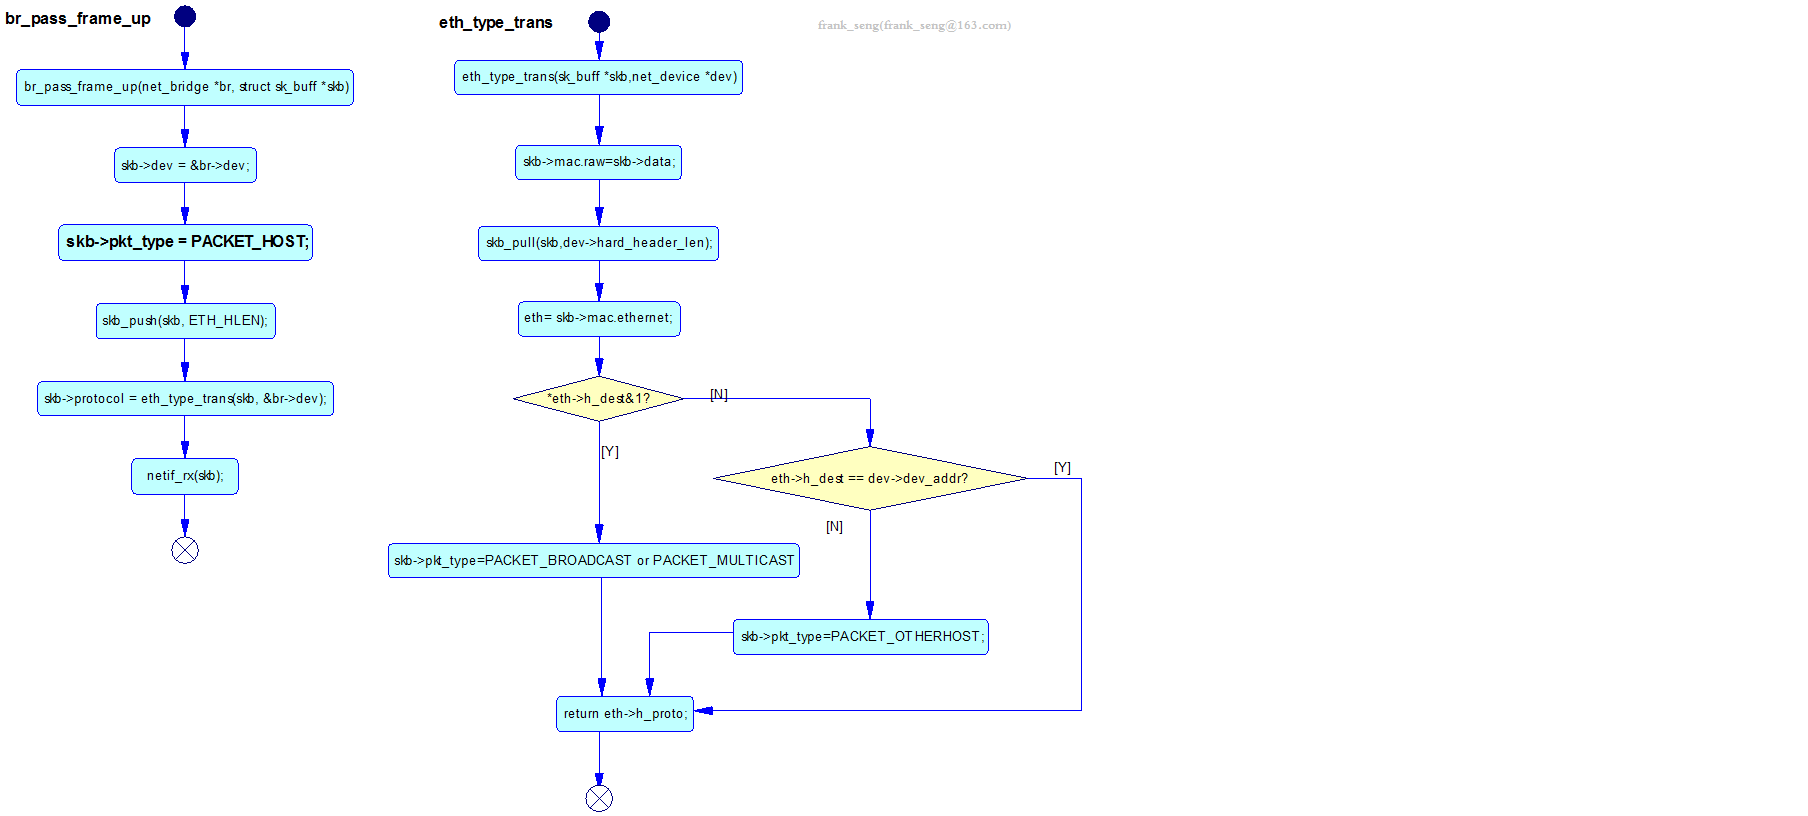 br_pass_frame_up
br_pass_frame_up(net_bridge *br, struct sk_buff *skb)
skb->dev = &br->dev;
skb->pkt_type = PACKET_HOST;
skb_push(skb, ETH_HLEN);
skb->protocol = eth_type_trans(skb, &br->dev);
netif_rx(skb);
eth_type_trans
frank_seng(frank_seng@163.com)
eth_type_trans(sk_buff *skb,net_device *dev)
skb->mac.raw=skb->data;
skb_pull(skb,dev->hard_header_len);
eth= skb->mac.ethernet;
*eth->h_dest&1?
[N]
[Y]
eth->h_dest == dev->dev_addr?
[Y]
[N]
skb->pkt_type=PACKET_BROADCAST or PACKET_MULTICAST
skb->pkt_type=PACKET_OTHERHOST;
return eth->h_proto;